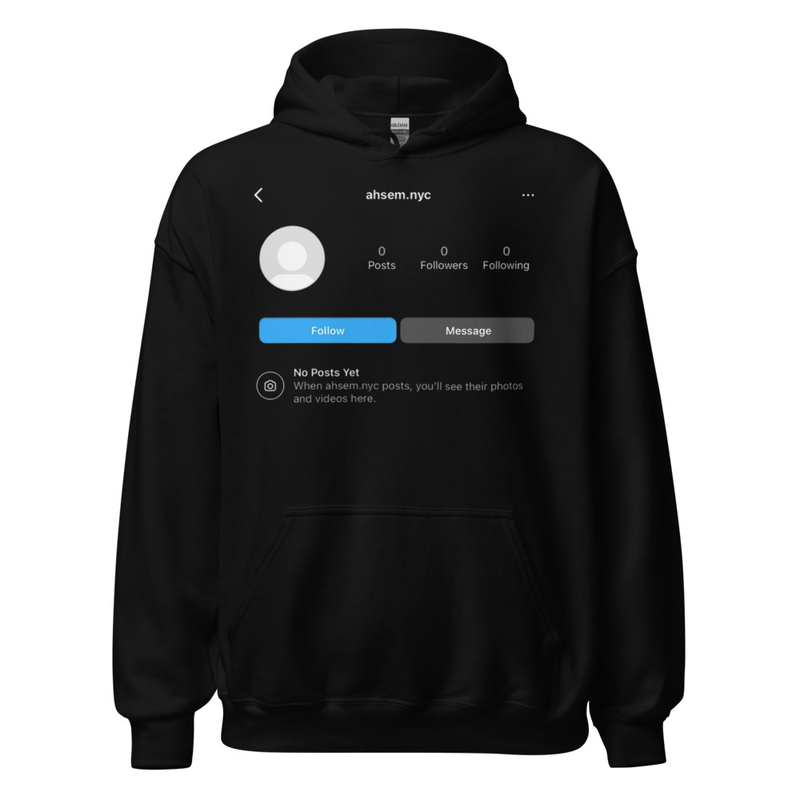 GILDAN
ahsem.nyc
0 0 0
Posts Followers Following
Follow Message
No Posts Yet
When ahsem.nyc posts, you'll see their photos
and videos here.